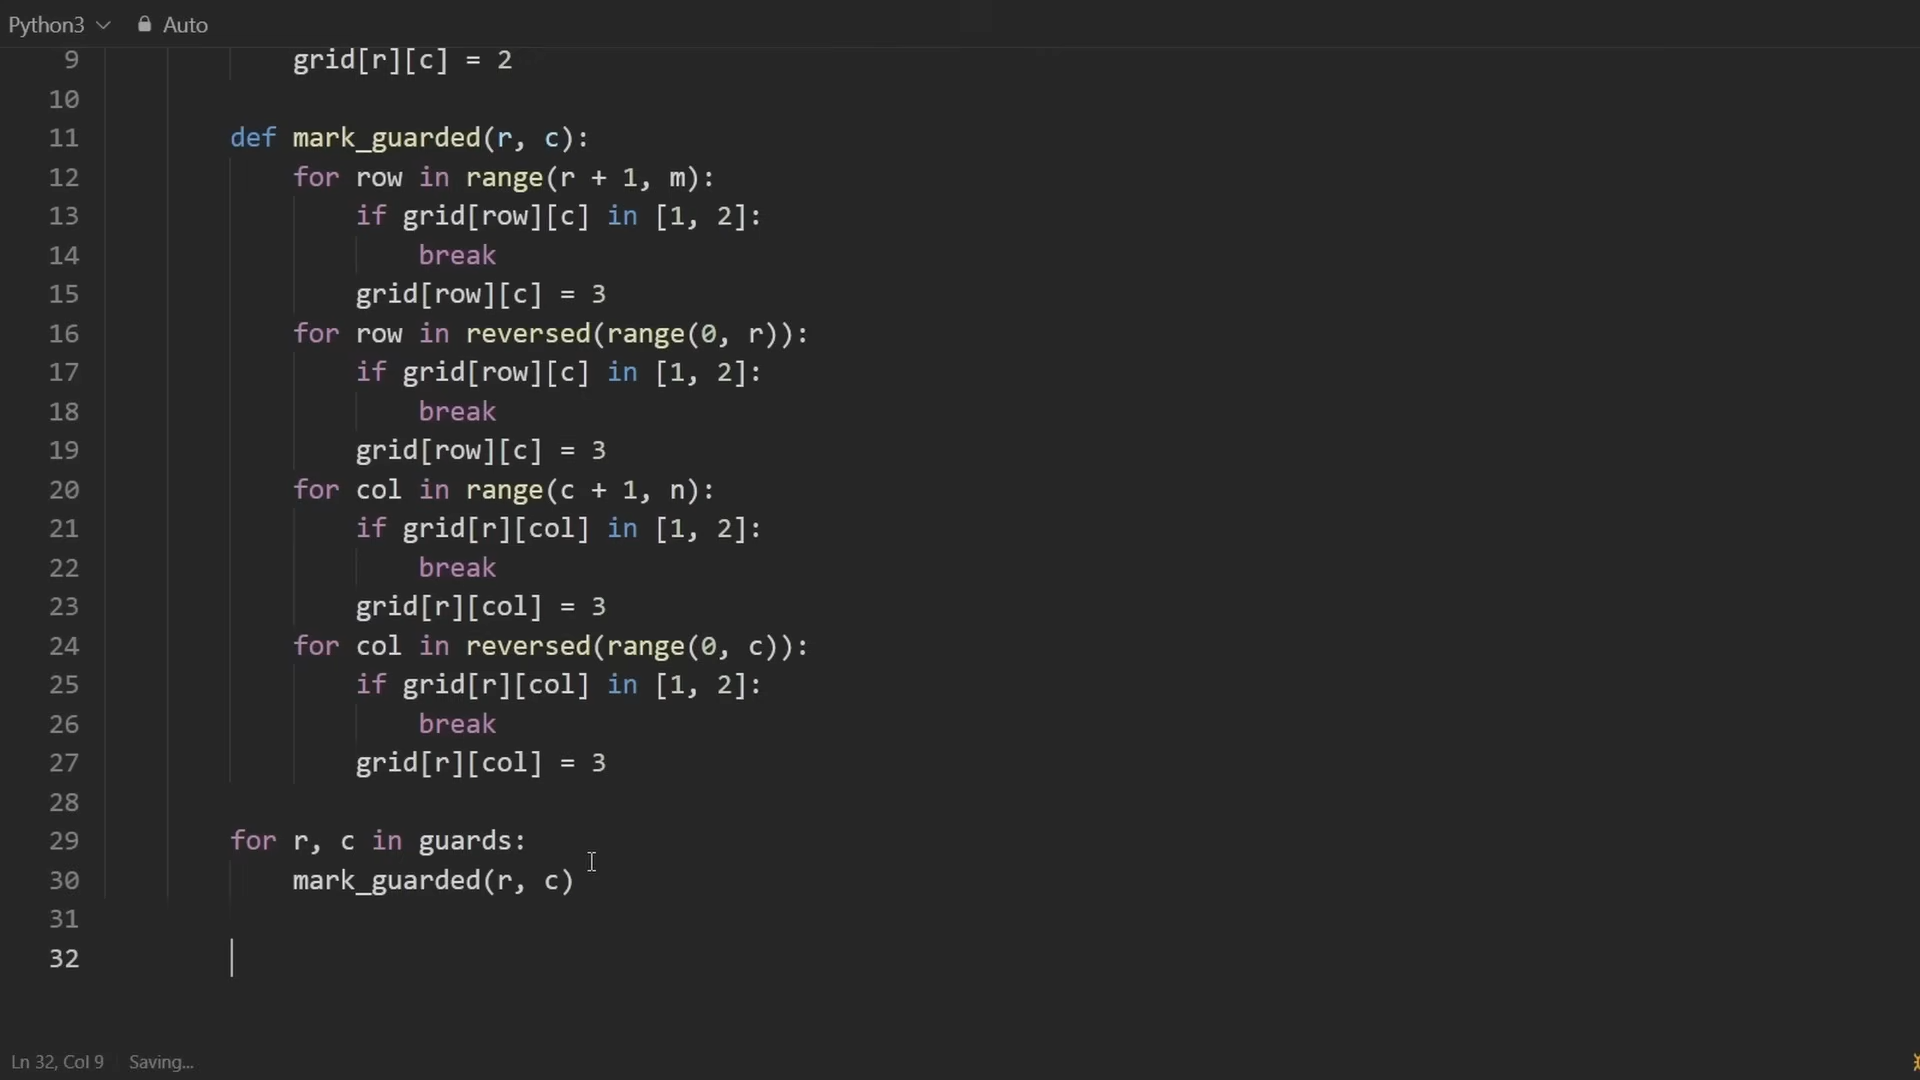 Python3 Auto
9 grid[r][c] = 2
10
11 def mark_guarded(r, c):
12 for row in range(r + 1, m):
13 if grid[row][c] in [1, 2]:
14 break
15 grid[row][c] = 3
16 for row in reversed(range(0, r)):
17 if grid[row][c] in [1, 2]:
18 break
19 grid[row][c] = 3
20 for col in range(c + 1, n):
21 if grid[r][col] in [1, 2]:
22 break
23 grid[r][col] = 3
24 for col in reversed(range(0, c)):
25 if grid[r][col] in [1, 2]:
26 break
27 grid[r][col] = 3
28
29 for r, c in guards:
30 mark_guarded(r, c)
31
32
Ln 32, Col 9 Saving...